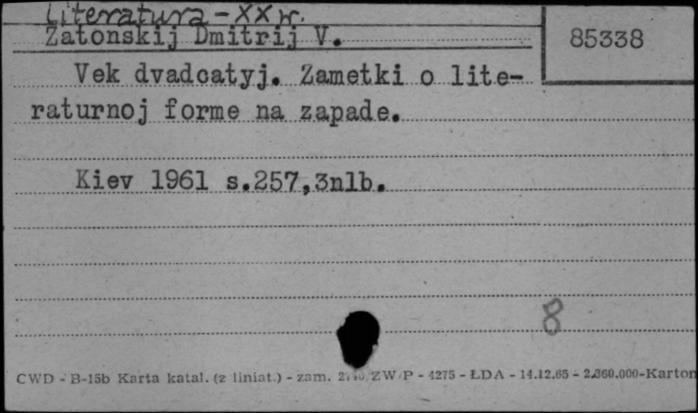 Literatura - XX w.
Zatonskij Dmitrij V.
85338
Vek dvadcatyj. Zametki o lite-
raturnoj forme na zapade.
Kiev 1961 s.257,3nlb.
8
CWD - B-15b Karta katal. (z liniat.) - zam. ZW/P - 4275 - ŁDA - 14.12.65 - 2.360.000-Karton